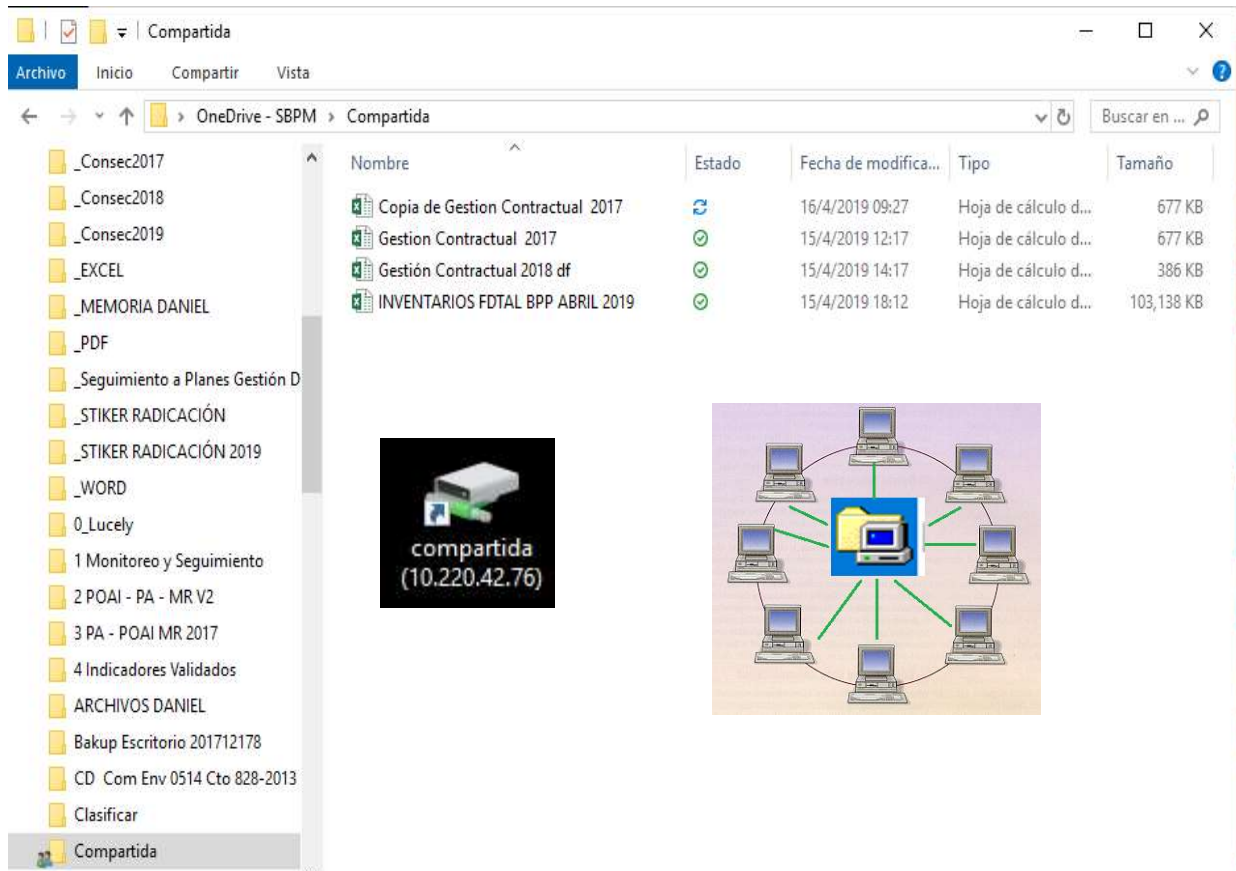 Compartida
Archivo Inicio Compartir Vista
OneDrive - SBPM > Compartida
Buscar en ...
_Consec2017
_Consec2018
_Consec2019
_EXCEL
_MEMORIA DANIEL
_PDF
_Seguimiento a Planes Gestión D
_STIKER RADICACIÓN
_STIKER RADICACIÓN 2019
_WORD
0_Lucely
1 Monitoreo y Seguimiento
2 POAI - PA - MR V2
3 PA - POAI MR 2017
4 Indicadores Validados
ARCHIVOS DANIEL
Bakup Escritorio 201712178
CD Com Env 0514 Cto 828-2013
Clasificar
Compartida
Nombre Estado Fecha de modifica... Tipo Tamaño
Copia de Gestion Contractual 2017 16/4/2019 09:27 Hoja de cálculo d... 677 KB
Gestion Contractual 2017 15/4/2019 12:17 Hoja de cálculo d... 677 KB
Gestión Contractual 2018 df 15/4/2019 14:17 Hoja de cálculo d... 386 KB
INVENTARIOS FDTAL BPP ABRIL 2019 15/4/2019 18:12 Hoja de cálculo d... 103,138 KB
compartida
(10.220.42.76)